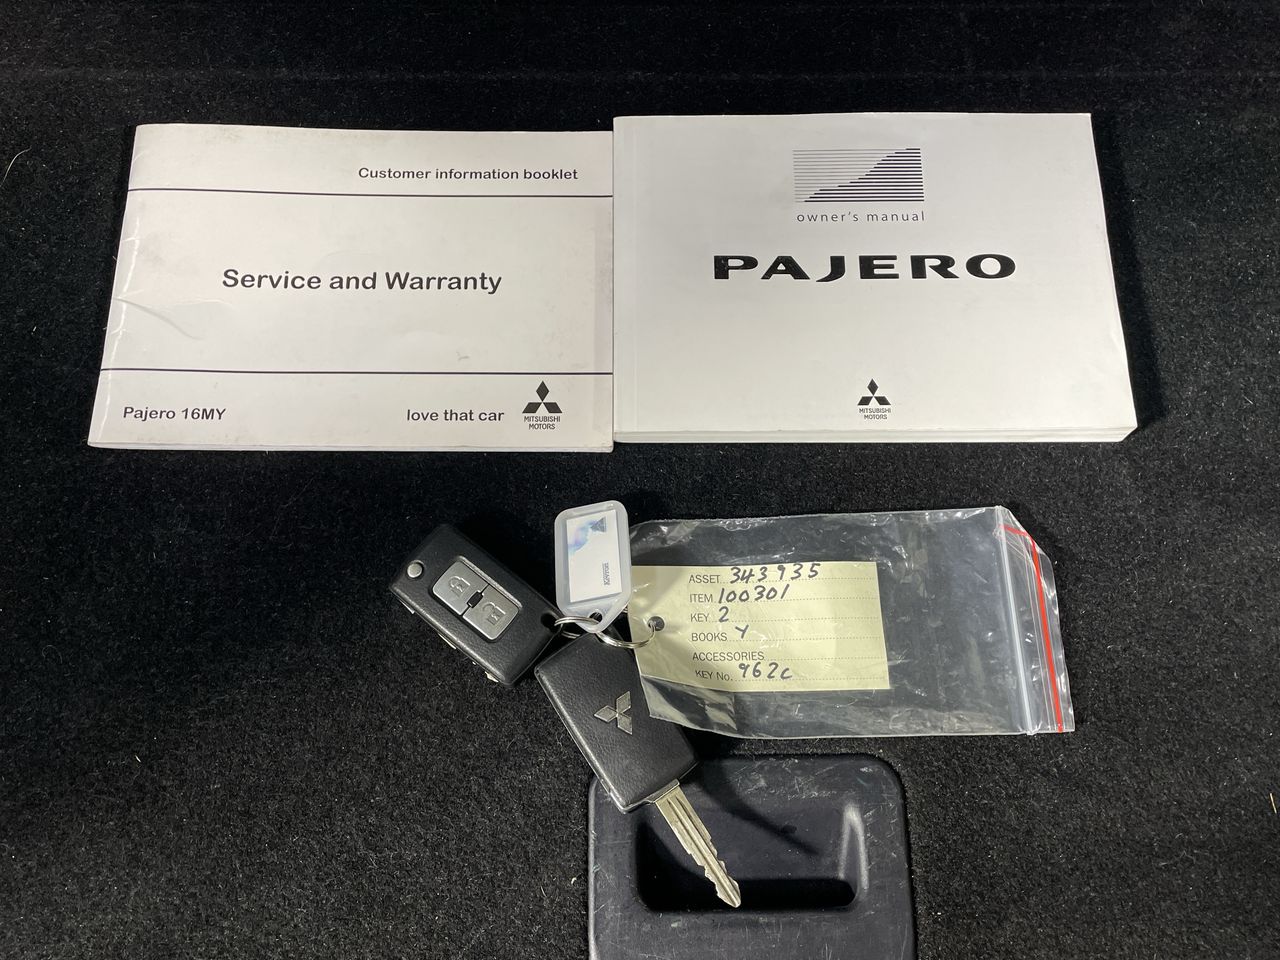 Customer information booklet
Service and Warranty
Pajero 16MY
love that car
MITSUBISHI
MOTORS
owner's manual
PAJERO
MITSUBISHI
MOTORS
ASSET 343935
ITEM 100301
KEY 2
BOOKS Y
ACCESSORIES
KEY No. 962c